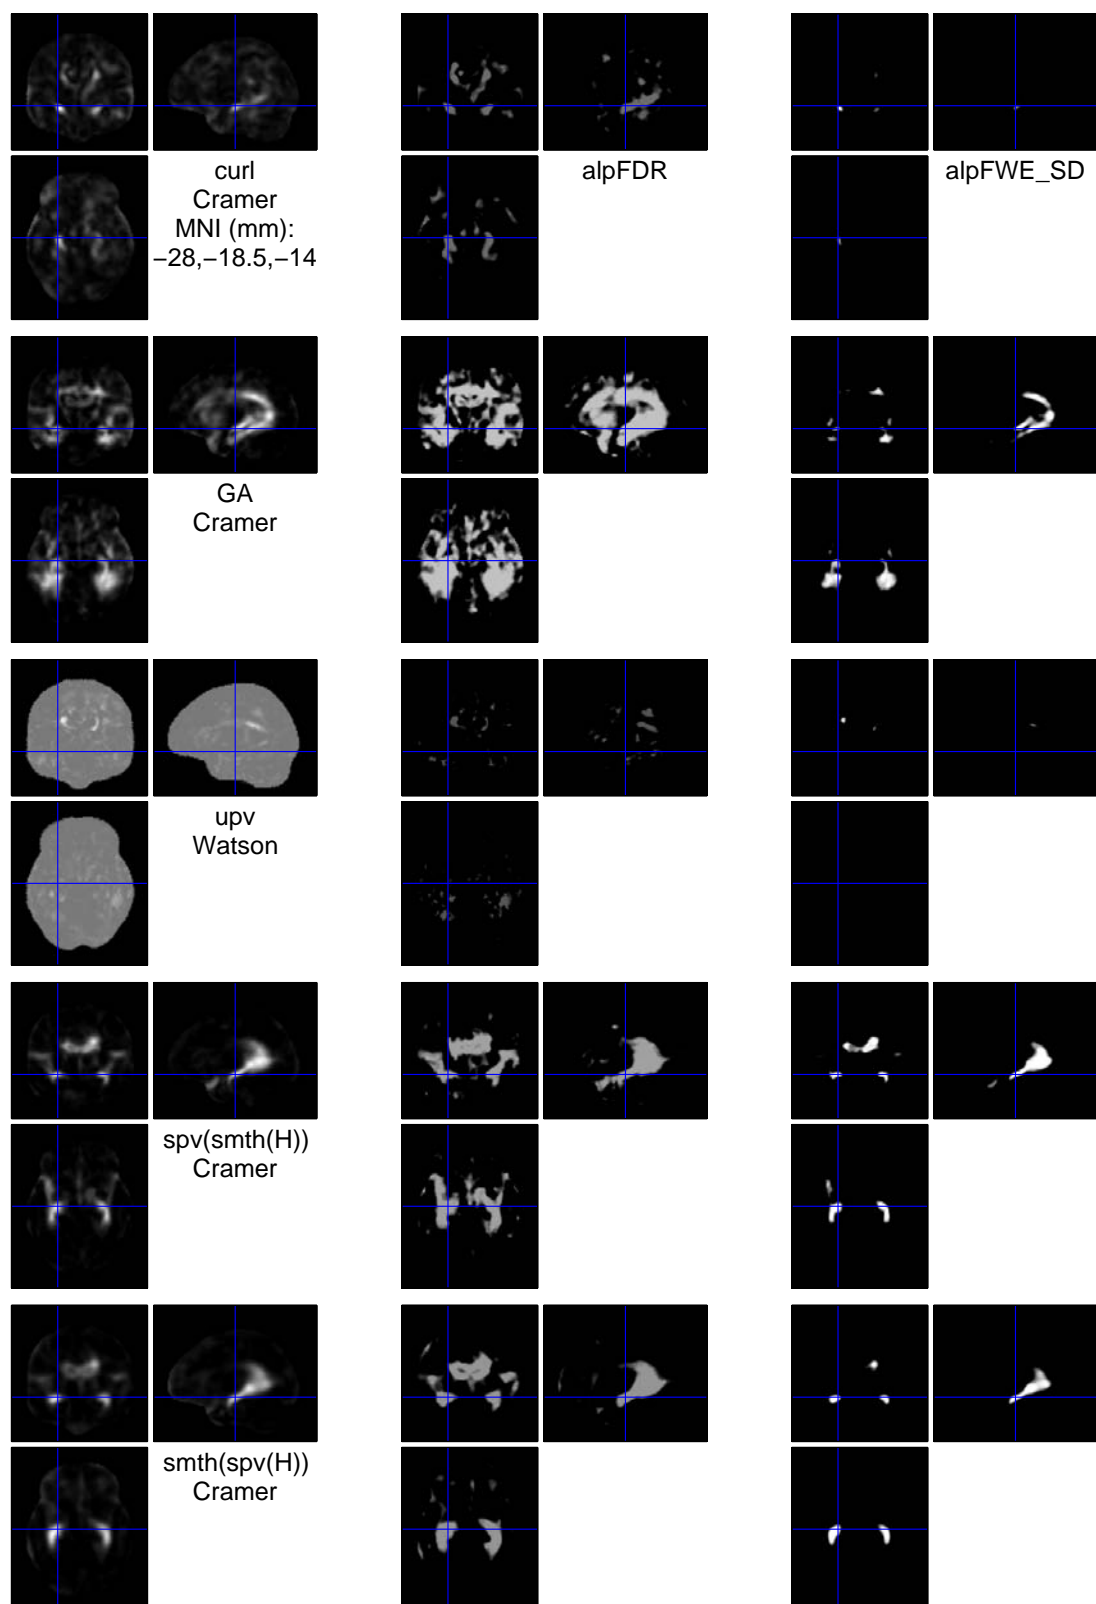 curl
Cramer
MNI (mm):
−28,−18.5,−14
alpFDR
alpFWE_SD
GA
Cramer
upv
Watson
spv(smth(H))
Cramer
smth(spv(H))
Cramer